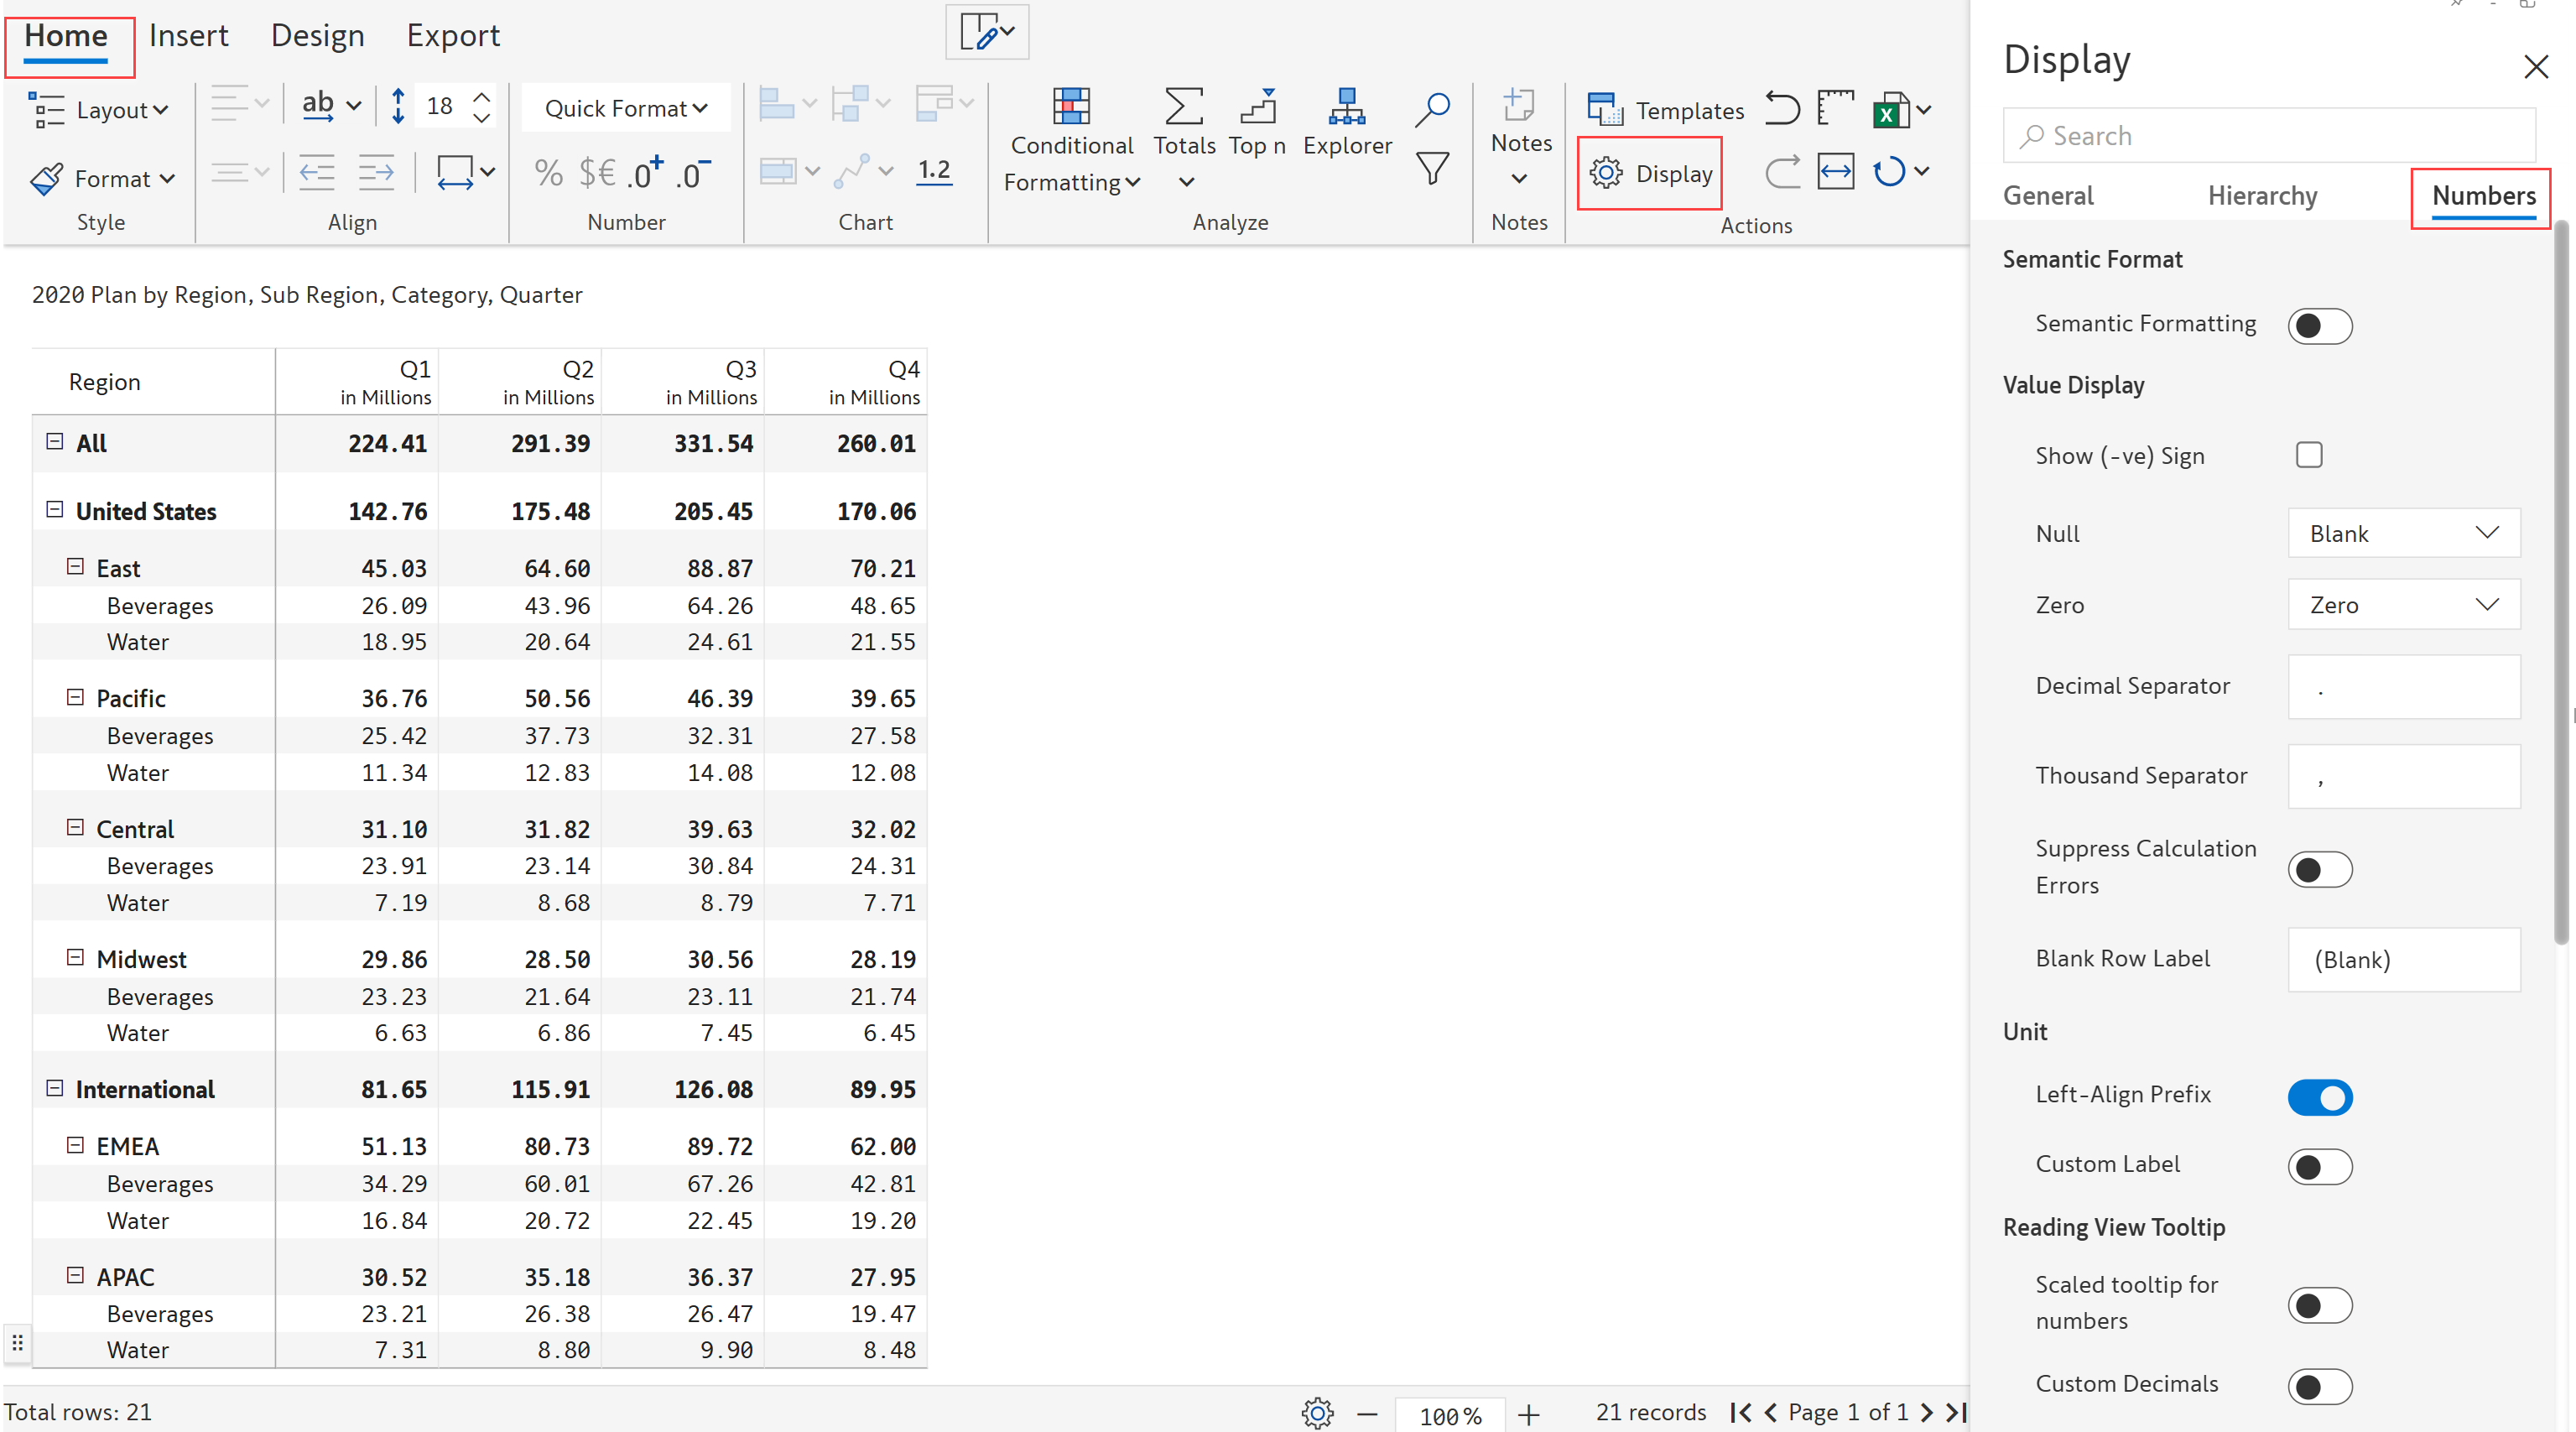 Home Insert Design Export
Layout ab 18 Quick Format Conditional Formatting Totals Top n Explorer Notes Templates
Format % $€ .0+ .0- 1.2 Display
Style Align Number Chart Analyze Notes Actions
2020 Plan by Region, Sub Region, Category, Quarter
Region Q1 in Millions Q2 in Millions Q3 in Millions Q4 in Millions
All 224.41 291.39 331.54 260.01
United States 142.76 175.48 205.45 170.06
East 45.03 64.60 88.87 70.21
Beverages 26.09 43.96 64.26 48.65
Water 18.95 20.64 24.61 21.55
Pacific 36.76 50.56 46.39 39.65
Beverages 25.42 37.73 32.31 27.58
Water 11.34 12.83 14.08 12.08
Central 31.10 31.82 39.63 32.02
Beverages 23.91 23.14 30.84 24.31
Water 7.19 8.68 8.79 7.71
Midwest 29.86 28.50 30.56 28.19
Beverages 23.23 21.64 23.11 21.74
Water 6.63 6.86 7.45 6.45
International 81.65 115.91 126.08 89.95
EMEA 51.13 80.73 89.72 62.00
Beverages 34.29 60.01 67.26 42.81
Water 16.84 20.72 22.45 19.20
APAC 30.52 35.18 36.37 27.95
Beverages 23.21 26.38 26.47 19.47
Water 7.31 8.80 9.90 8.48
Total rows: 21 100% 21 records Page 1 of 1
Display
Search
General Hierarchy Numbers
Semantic Format
Semantic Formatting
Value Display
Show (-ve) Sign
Null Blank
Zero Zero
Decimal Separator .
Thousand Separator ,
Suppress Calculation
Errors
Blank Row Label (Blank)
Unit
Left-Align Prefix
Custom Label
Reading View Tooltip
Scaled tooltip for
numbers
Custom Decimals